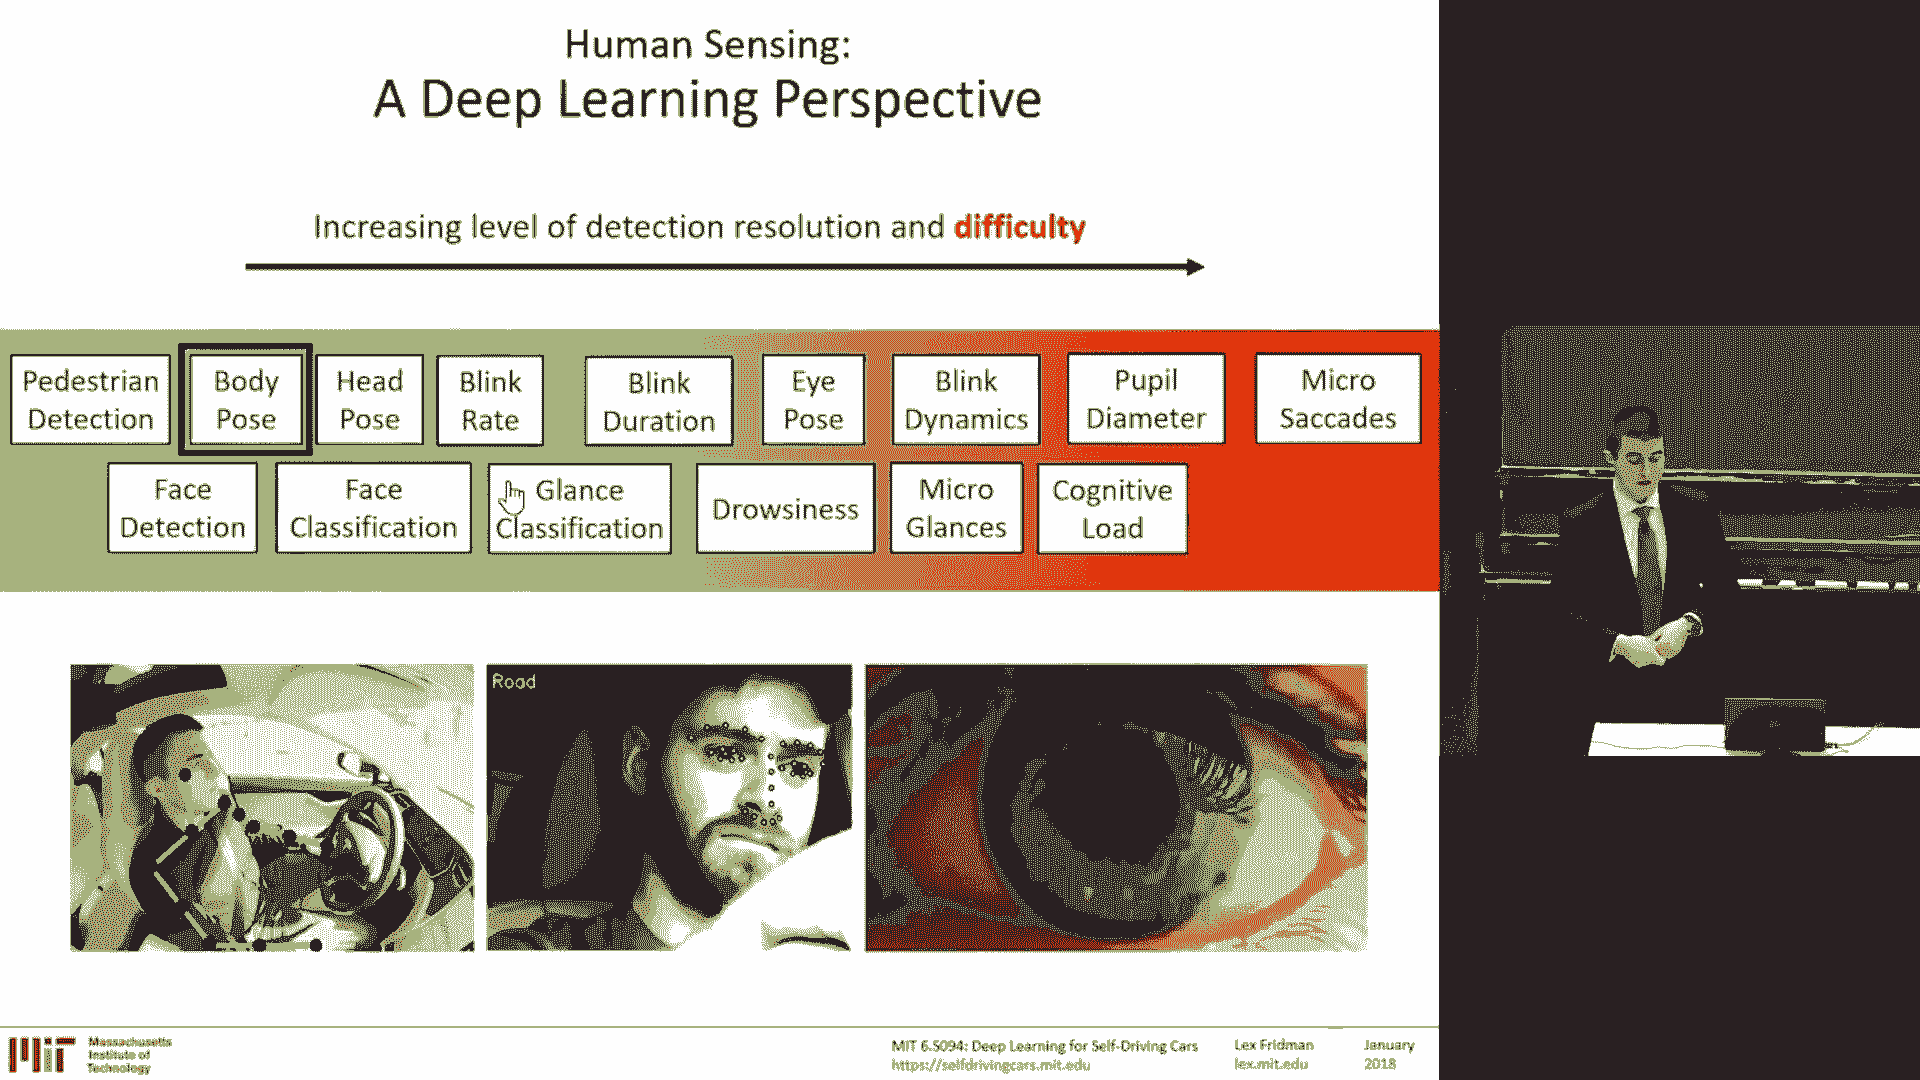 Human Sensing:
A Deep Learning Perspective
Increasing level of detection resolution and difficulty
Pedestrian
Detection
Body
Pose
Head
Pose
Blink
Rate
Blink
Duration
Eye
Pose
Blink
Dynamics
Pupil
Diameter
Micro
Saccades
Face
Detection
Face
Classification
Glance
Classification
Drowsiness
Micro
Glances
Cognitive
Load
Road
MIT
Massachusetts
Institute of
Technology
MIT 6.S094: Deep Learning for Self-Driving Cars
https://selfdrivingcars.mit.edu
Lex Fridman
lex.mit.edu
January
2018